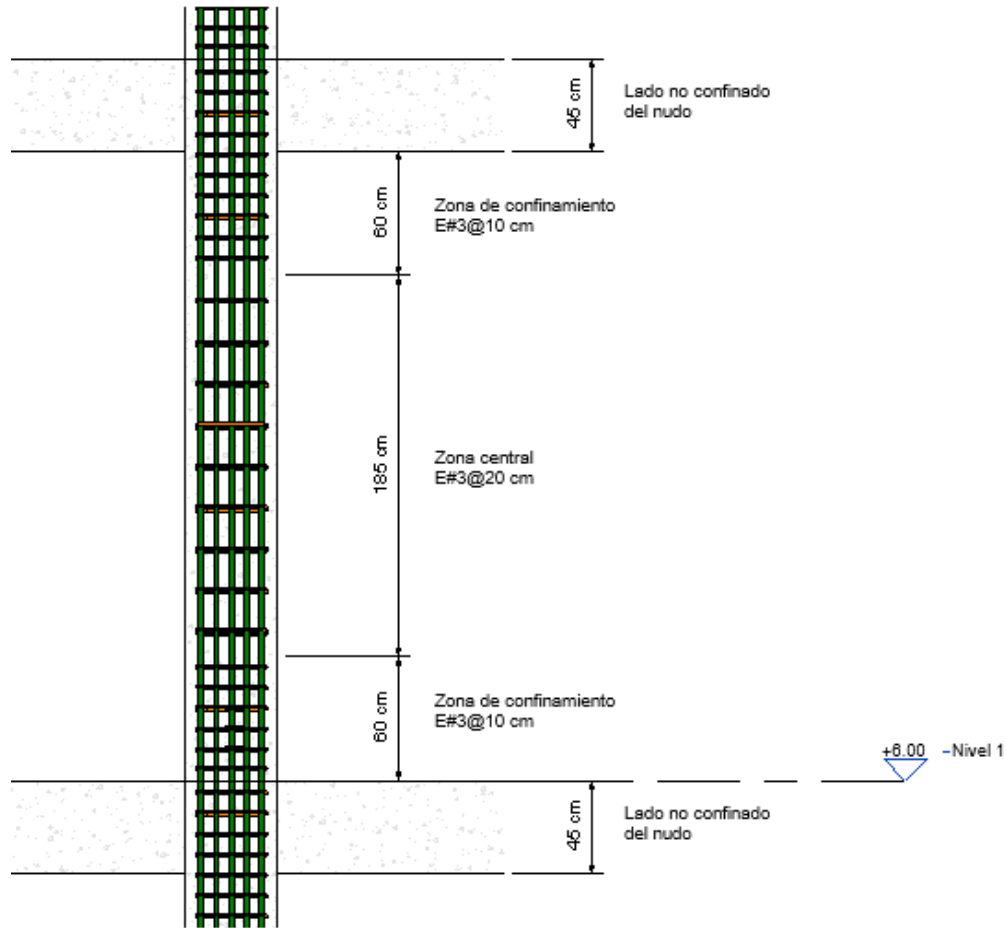 45 cm
Lado no confinado
del nudo
60 cm
Zona de confinamiento
E#3@10 cm
185 cm
Zona central
E#3@20 cm
60 cm
Zona de confinamiento
E#3@10 cm
+6.00 -Nivel 1
45 cm
Lado no confinado
del nudo